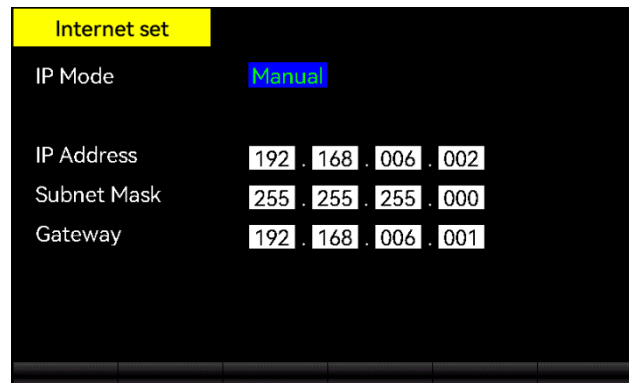 Internet set
IP Mode Manual
IP Address 192 . 168 . 006 . 002
Subnet Mask 255 . 255 . 255 . 000
Gateway 192 . 168 . 006 . 001